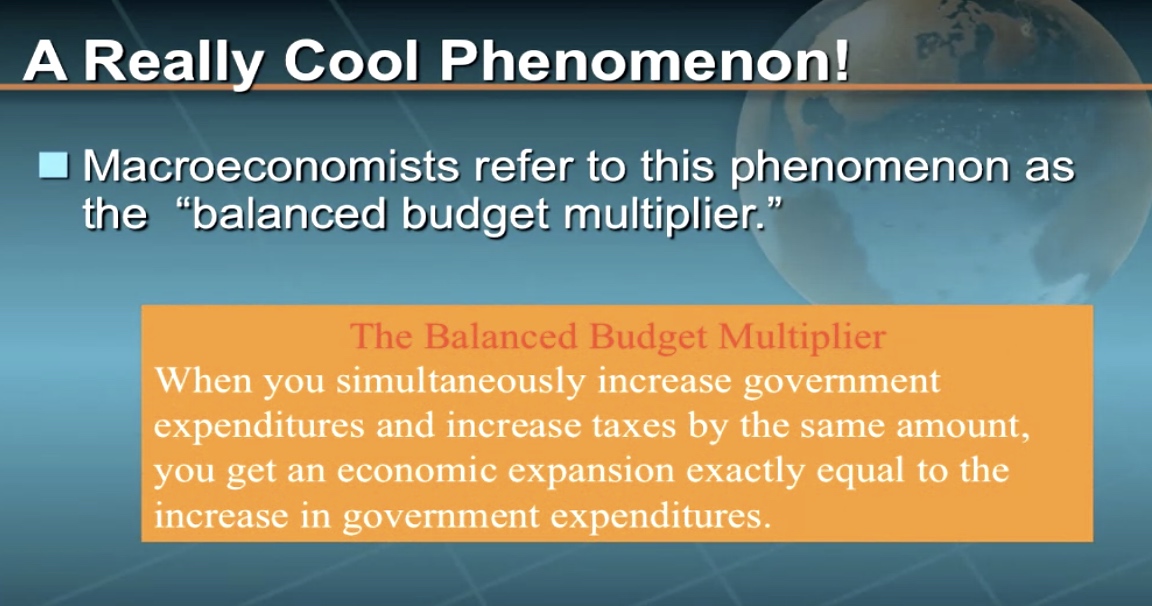 A Really Cool Phenomenon!
Macroeconomists refer to this phenomenon as
the “balanced budget multiplier.”
The Balanced Budget Multiplier
When you simultaneously increase government
expenditures and increase taxes by the same amount,
you get an economic expansion exactly equal to the
increase in government expenditures.